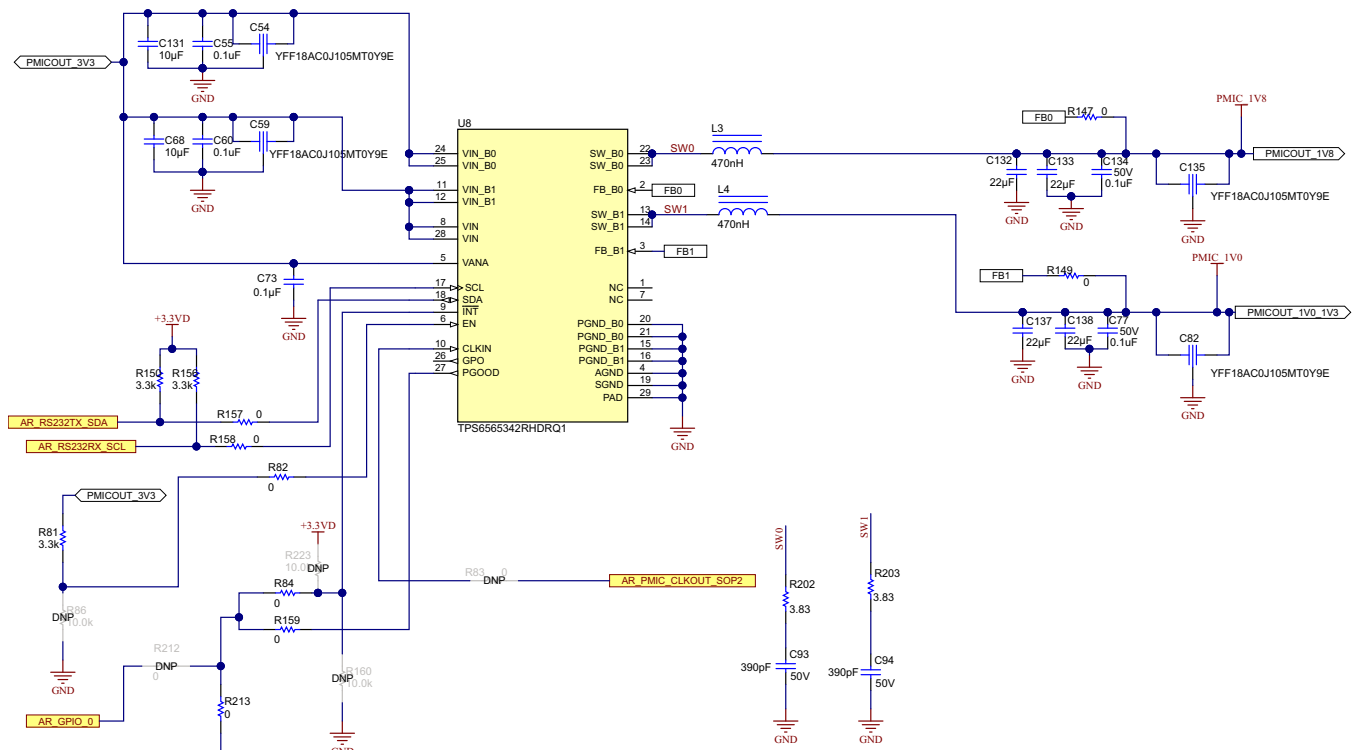 C54
C131
10µF
C55
0.1uF
YFF18AC0J105MT0Y9E
PMICOUT_3V3
GND
C59
C68
10µF
C60
0.1uF
YFF18AC0J105MT0Y9E
GND
U8
24 VIN_B0
25 VIN_B0
11 VIN_B1
12 VIN_B1
8 VIN
28 VIN
5 VANA
17 SCL
18 SDA
9 INT
6 EN
10 CLKIN
26 GPO
27 PGOOD
SW_B0 22
SW_B0 23
FB_B0 2
SW_B1 13
SW_B1 14
FB_B1 3
NC 1
NC 7
PGND_B0 20
PGND_B0 21
PGND_B1 15
PGND_B1 16
AGND 4
SGND 19
PAD 29
TPS6565342RHDRQ1
GND
SW0
L3
470nH
FB0
SW1
L4
470nH
FB1
FB0
R147 0
PMIC_1V8
PMICOUT_1V8
C132
22µF
C133
22µF
C134
50V
0.1uF
C135
YFF18AC0J105MT0Y9E
GND
GND
GND
FB1
R149
0
PMIC_1V0
PMICOUT_1V0_1V3
C137
22µF
C138
22µF
C77
50V
0.1uF
C82
YFF18AC0J105MT0Y9E
GND
GND
GND
C73
0.1µF
GND
+3.3VD
R150
3.3k
R156
3.3k
AR_RS232TX_SDA
R157 0
AR_RS232RX_SCL
R158 0
R82
0
PMICOUT_3V3
R81
3.3k
R86
DNP
10.0k
GND
+3.3VD
R223
10.0k
DNP
R84
0
R159
0
R83 0
DNP
AR_PMIC_CLKOUT_SOP2
R212
DNP
0
R160
DNP
10.0k
GND
AR_GPIO_0
R213
0
SW0
R202
3.83
C93
390pF
50V
GND
SW1
R203
3.83
C94
390pF
50V
GND